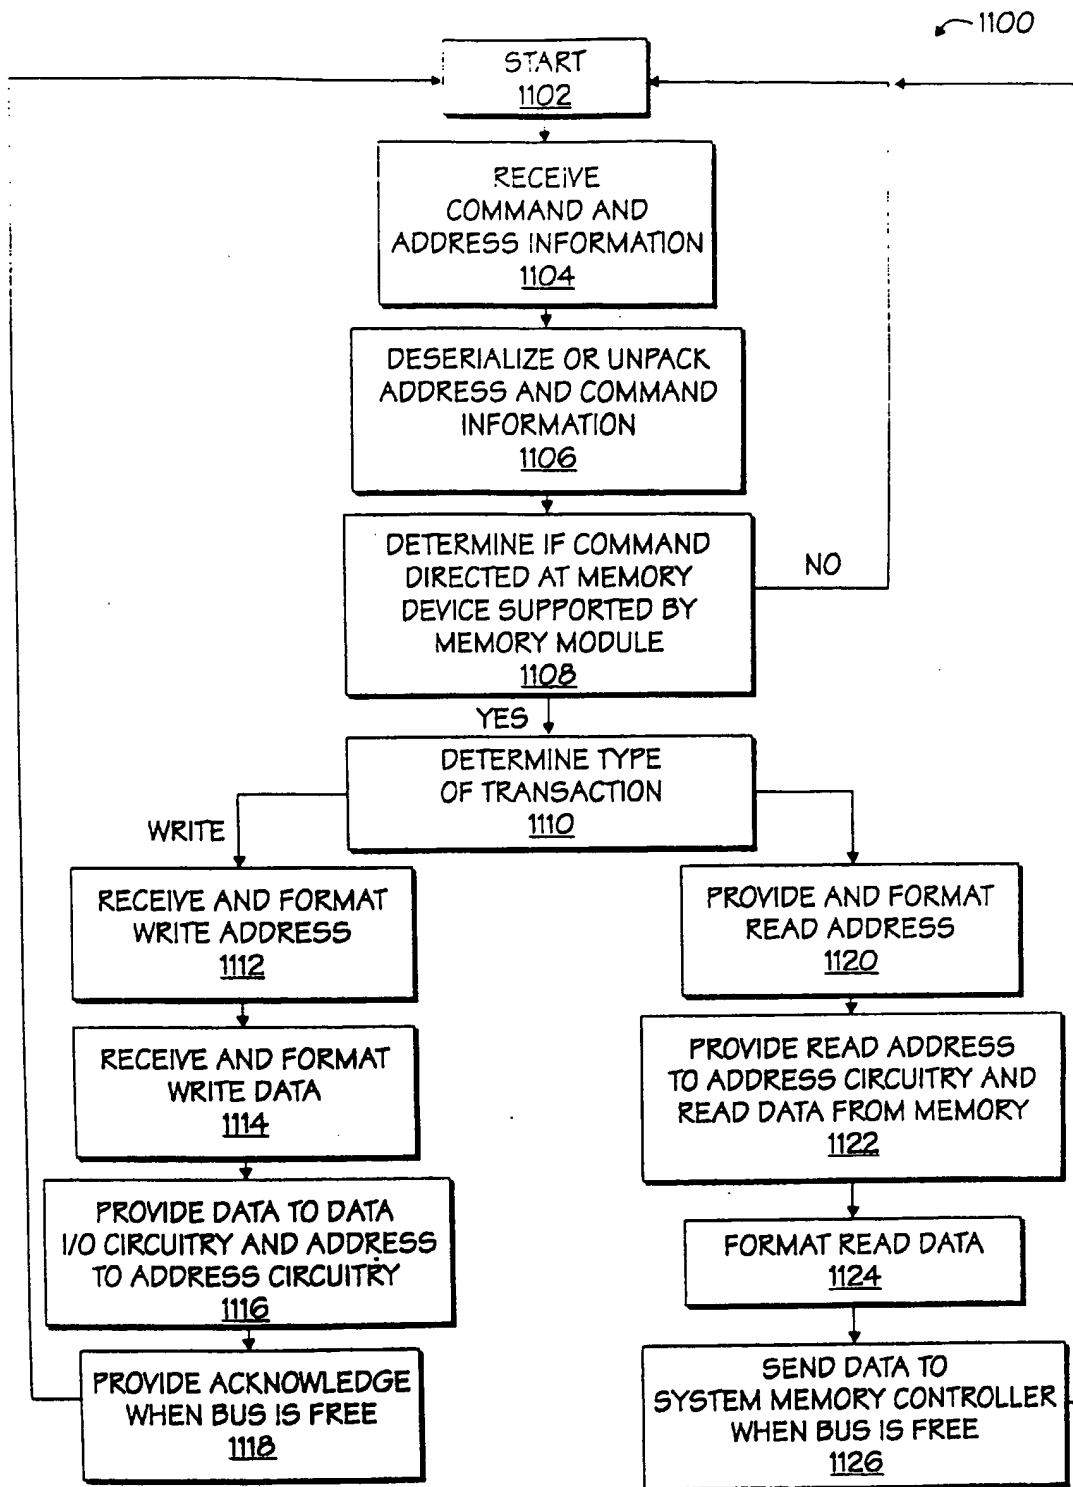 1100
START
1102
RECEIVE
COMMAND AND
ADDRESS INFORMATION
1104
DESERIALIZE OR UNPACK
ADDRESS AND COMMAND
INFORMATION
1106
DETERMINE IF COMMAND
DIRECTED AT MEMORY
DEVICE SUPPORTED BY
MEMORY MODULE
1108
NO
YES
DETERMINE TYPE
OF TRANSACTION
1110
WRITE
RECEIVE AND FORMAT
WRITE ADDRESS
1112
RECEIVE AND FORMAT
WRITE DATA
1114
PROVIDE DATA TO DATA
I/O CIRCUITRY AND ADDRESS
TO ADDRESS CIRCUITRY
1116
PROVIDE ACKNOWLEDGE
WHEN BUS IS FREE
1118
PROVIDE AND FORMAT
READ ADDRESS
1120
PROVIDE READ ADDRESS
TO ADDRESS CIRCUITRY AND
READ DATA FROM MEMORY
1122
FORMAT READ DATA
1124
SEND DATA TO
SYSTEM MEMORY CONTROLLER
WHEN BUS IS FREE
1126